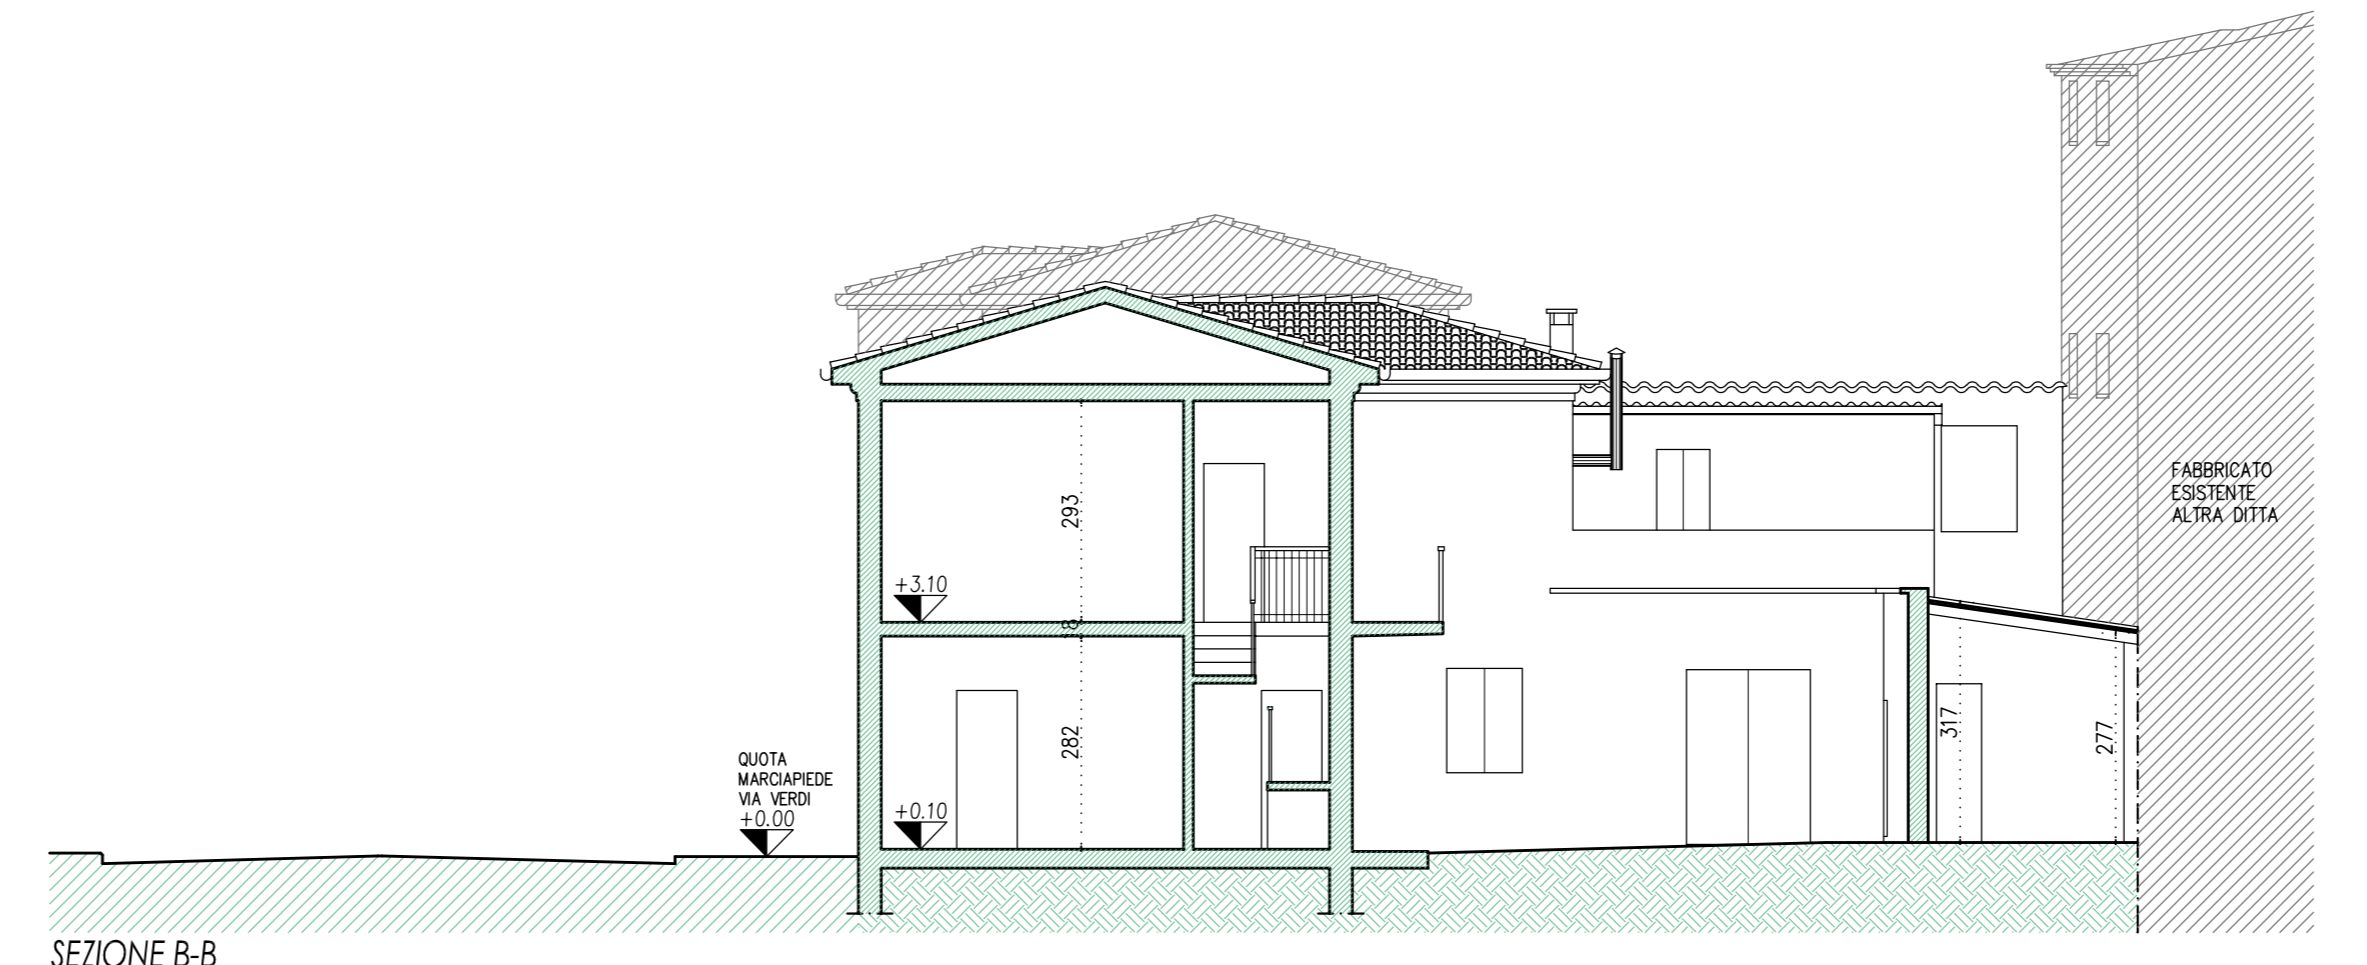 293
+3.10
18
282
QUOTA
MARCIAPIEDE
VIA VERDI
+0.00
+0.10
317
277
FABBRICATO
ESISTENTE
ALTRA DITTA
SEZIONE B-B